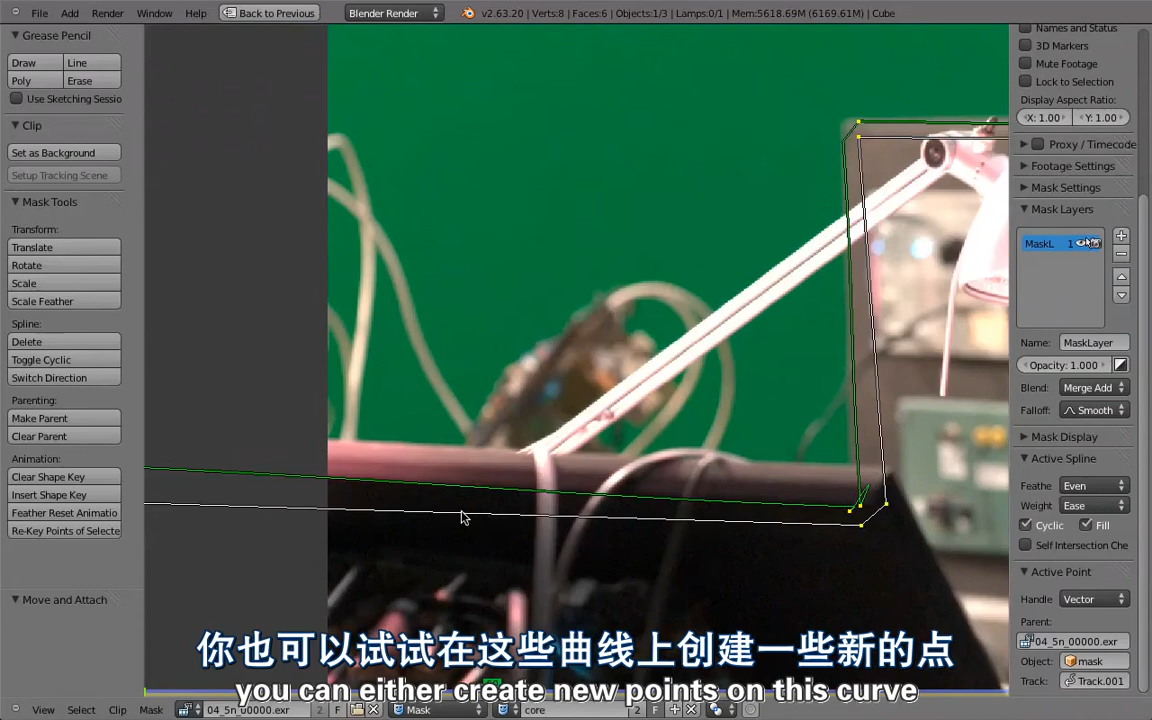 File Add Render Window Help Back to Previous Blender Render v2.63.20 | Verts:8 | Faces:6 | Objects:1/3 | Lamps:0/1 | Mem:5618.69M (6169.61M) | Cube
Grease Pencil
Draw Line
Poly Erase
Use Sketching Sessio
Clip
Set as Background
Setup Tracking Scene
Mask Tools
Transform:
Translate
Rotate
Scale
Scale Feather
Spline:
Delete
Toggle Cyclic
Switch Direction
Parenting:
Make Parent
Clear Parent
Animation:
Clear Shape Key
Insert Shape Key
Feather Reset Animatio
Re-Key Points of Selecte
Move and Attach
Names and Status
3D Markers
Mute Footage
Lock to Selection
Display Aspect Ratio:
X: 1.00 Y: 1.00
Proxy / Timecode
Footage Settings
Mask Settings
Mask Layers
MaskL 1
Name: MaskLayer
Opacity: 1.000
Blend: Merge Add
Falloff: Smooth
Mask Display
Active Spline
Feathe Even
Weight Ease
Cyclic Fill
Self Intersection Che
Active Point
Handle Vector
Parent:
04_5n_00000.exr
Object: mask
Track: Track.001
你也可以试试在这些曲线上创建一些新的点
you can either create new points on this curve
View Select Clip Mask 04_5n_00000.exr 2 F Mask core 2 F